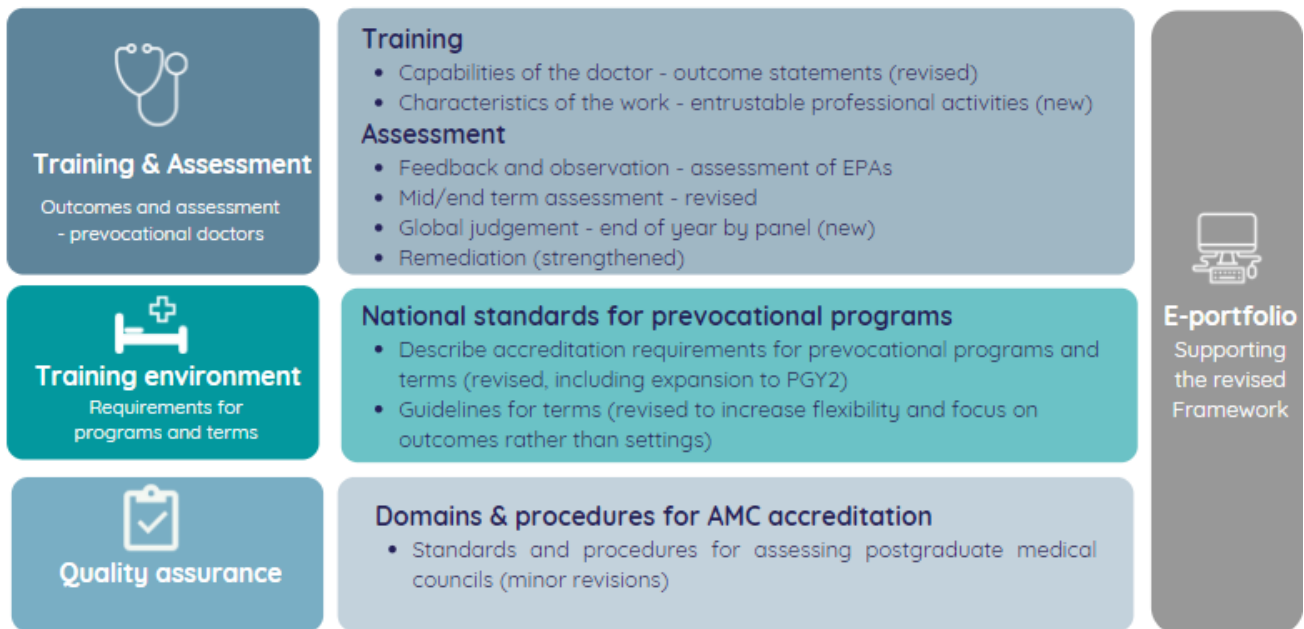 Training & Assessment
Outcomes and assessment
- prevocational doctors
Training
• Capabilities of the doctor - outcome statements (revised)
• Characteristics of the work - entrustable professional activities (new)
Assessment
• Feedback and observation - assessment of EPAs
• Mid/end term assessment - revised
• Global judgement - end of year by panel (new)
• Remediation (strengthened)
Training environment
Requirements for
programs and terms
National standards for prevocational programs
• Describe accreditation requirements for prevocational programs and
terms (revised, including expansion to PGY2)
• Guidelines for terms (revised to increase flexibility and focus on
outcomes rather than settings)
Quality assurance
Domains & procedures for AMC accreditation
• Standards and procedures for assessing postgraduate medical
councils (minor revisions)
E-portfolio
Supporting
the revised
Framework